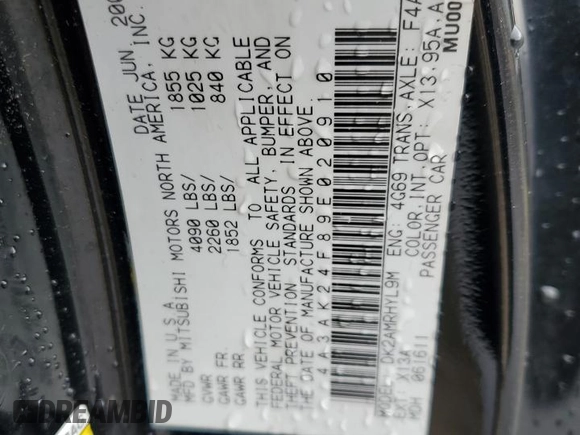 MADE IN U.S.A. DATE JUN 200
BY MITSUBISHI MOTORS NORTH AMERICA, INC.
GVWR 4090 LBS/ 1855 KG
GAWR FR. 2260 LBS/ 1025 KG
GAWR RR. 1852 LBS/ 840 KG
THIS VEHICLE CONFORMS TO ALL APPLICABLE
FEDERAL MOTOR VEHICLE SAFETY, BUMPER, AND
THEFT PREVENTION STANDARDS IN EFFECT ON
THE DATE OF MANUFACTURE SHOWN ABOVE.
4A3AK24F89E020910
MODEL: DK2AMRHYL9M ENG: 4G69 TRANS. AXLE: F4A
EXT: X13A COLOR.INT.OPT: X13.95A.A
MDH 061611 PASSENGER CAR MU00
DREAMBID